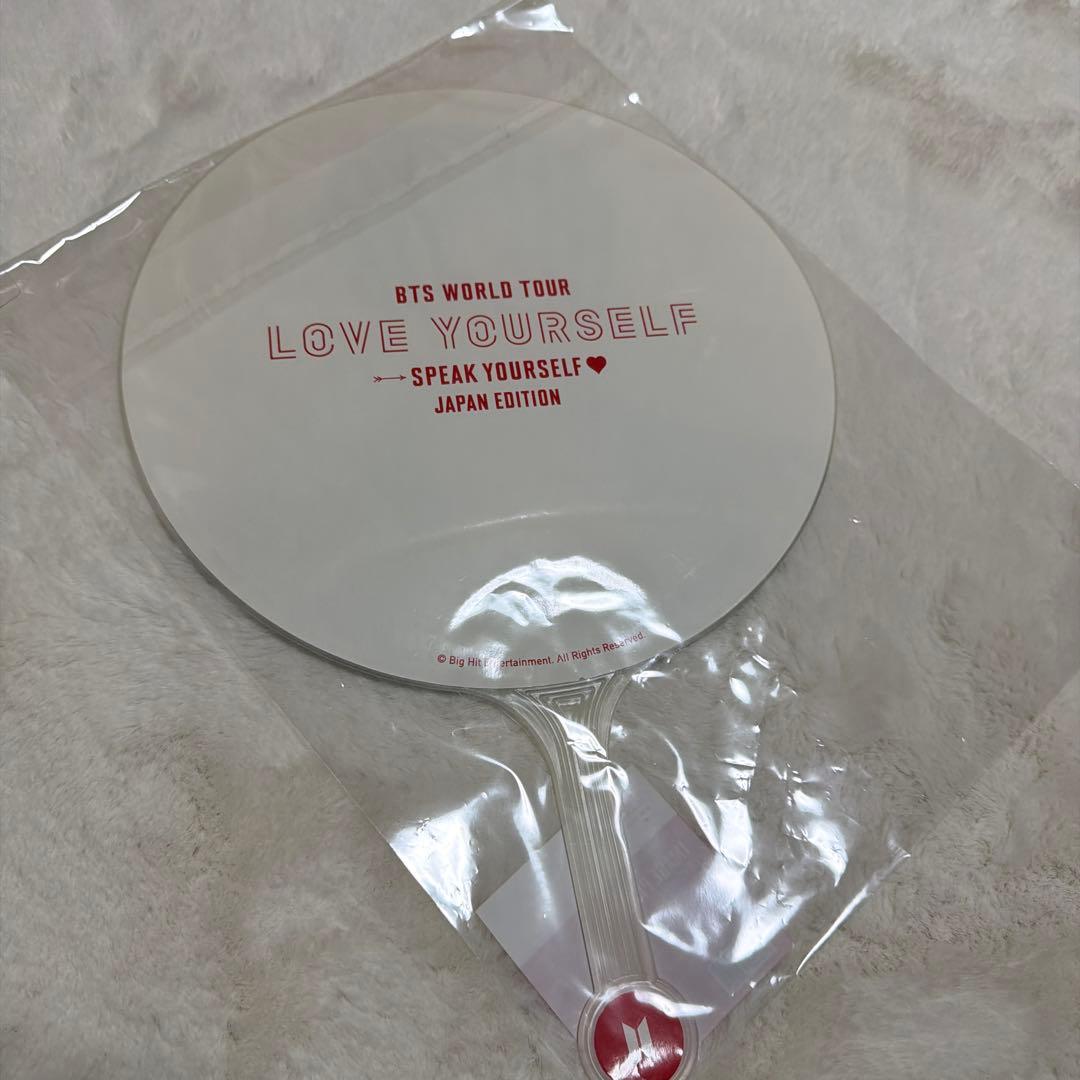 BTS WORLD TOUR
LOVE YOURSELF
SPEAK YOURSELF
JAPAN EDITION
© Big Hit Entertainment. All Rights Reserved.